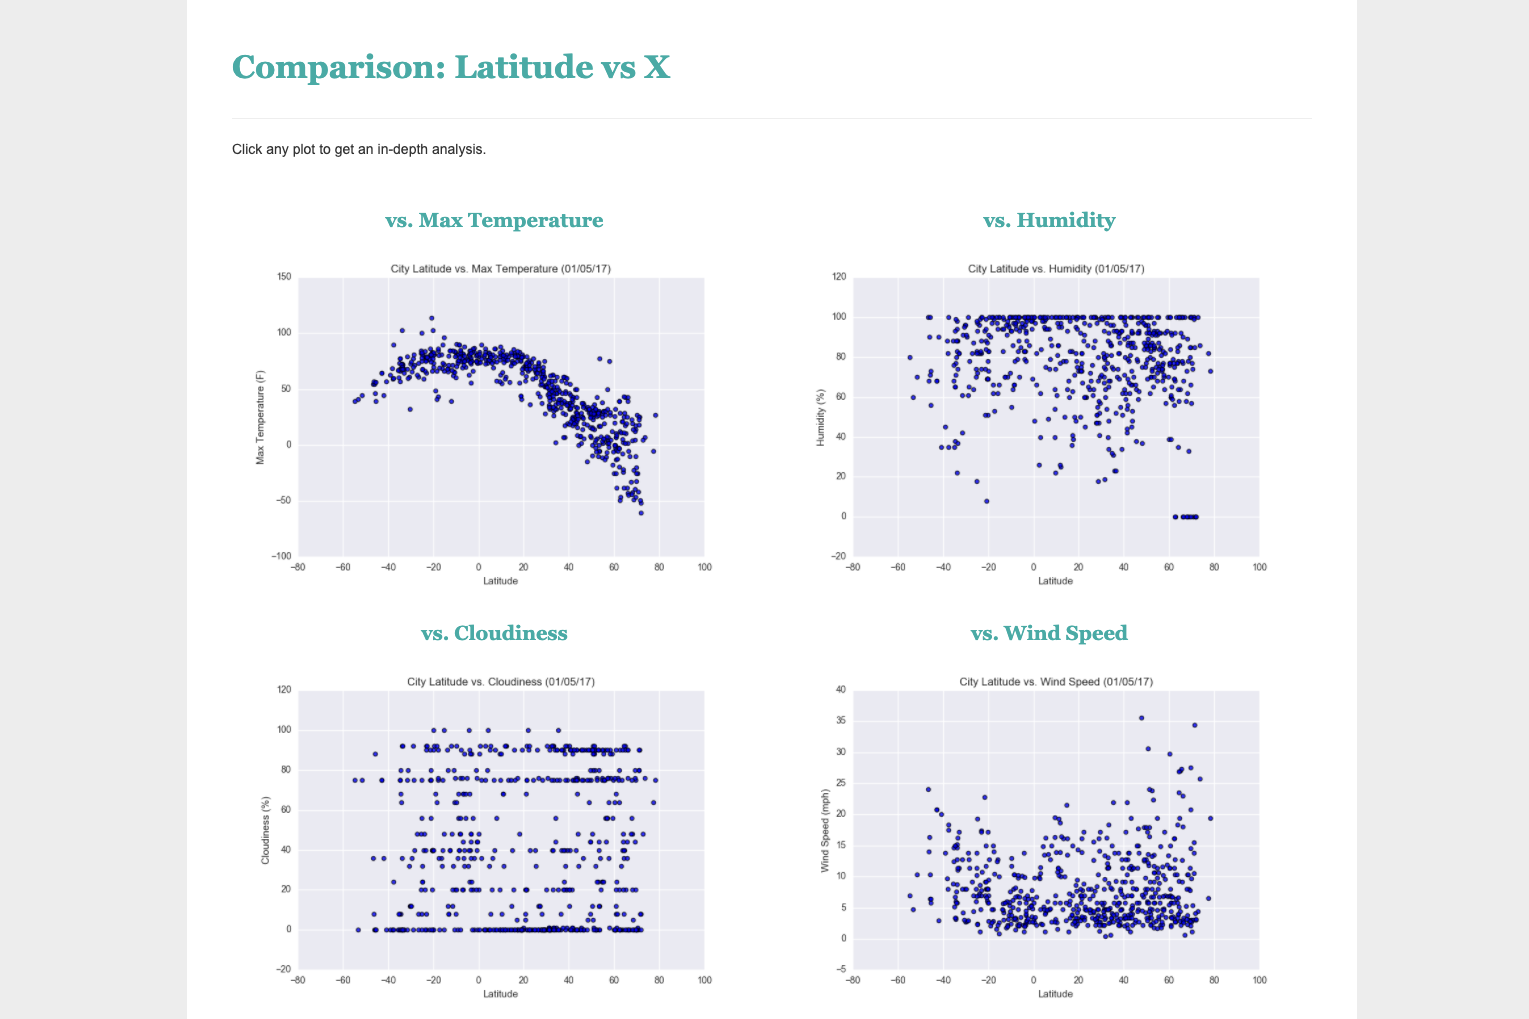 Comparison: Latitude vs X
Click any plot to get an in-depth analysis.
vs. Max Temperature
City Latitude vs. Max Temperature (01/05/17)
Max Temperature (F)
150
100
50
0
−50
−100
−80 −60 −40 −20 0 20 40 60 80 100
Latitude
vs. Humidity
City Latitude vs. Humidity (01/05/17)
Humidity (%)
120
100
80
60
40
20
0
−20
−80 −60 −40 −20 0 20 40 60 80 100
Latitude
vs. Cloudiness
City Latitude vs. Cloudiness (01/05/17)
Cloudiness (%)
120
100
80
60
40
20
0
−20
−80 −60 −40 −20 0 20 40 60 80 100
Latitude
vs. Wind Speed
City Latitude vs. Wind Speed (01/05/17)
Wind Speed (mph)
40
35
30
25
20
15
10
5
0
−5
−80 −60 −40 −20 0 20 40 60 80 100
Latitude